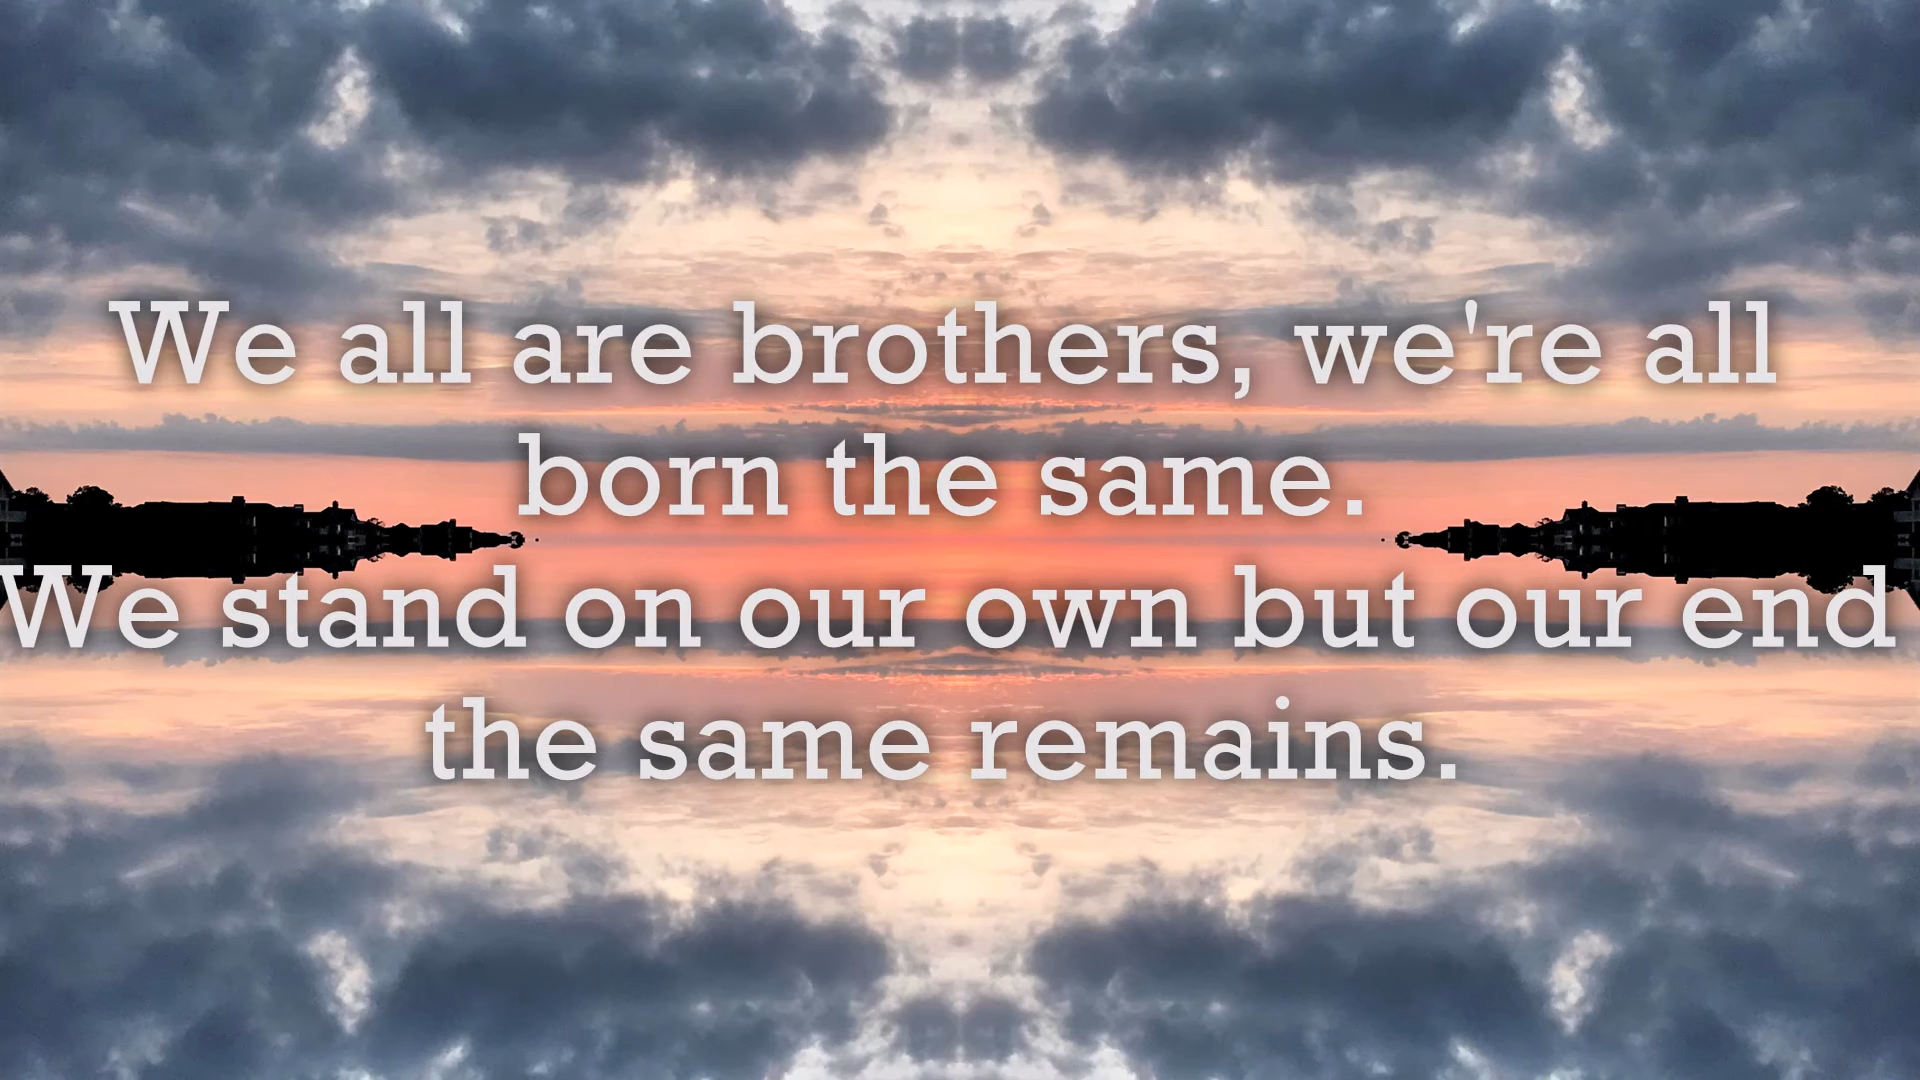 We all are brothers, we're all
born the same.
We stand on our own but our end
the same remains.